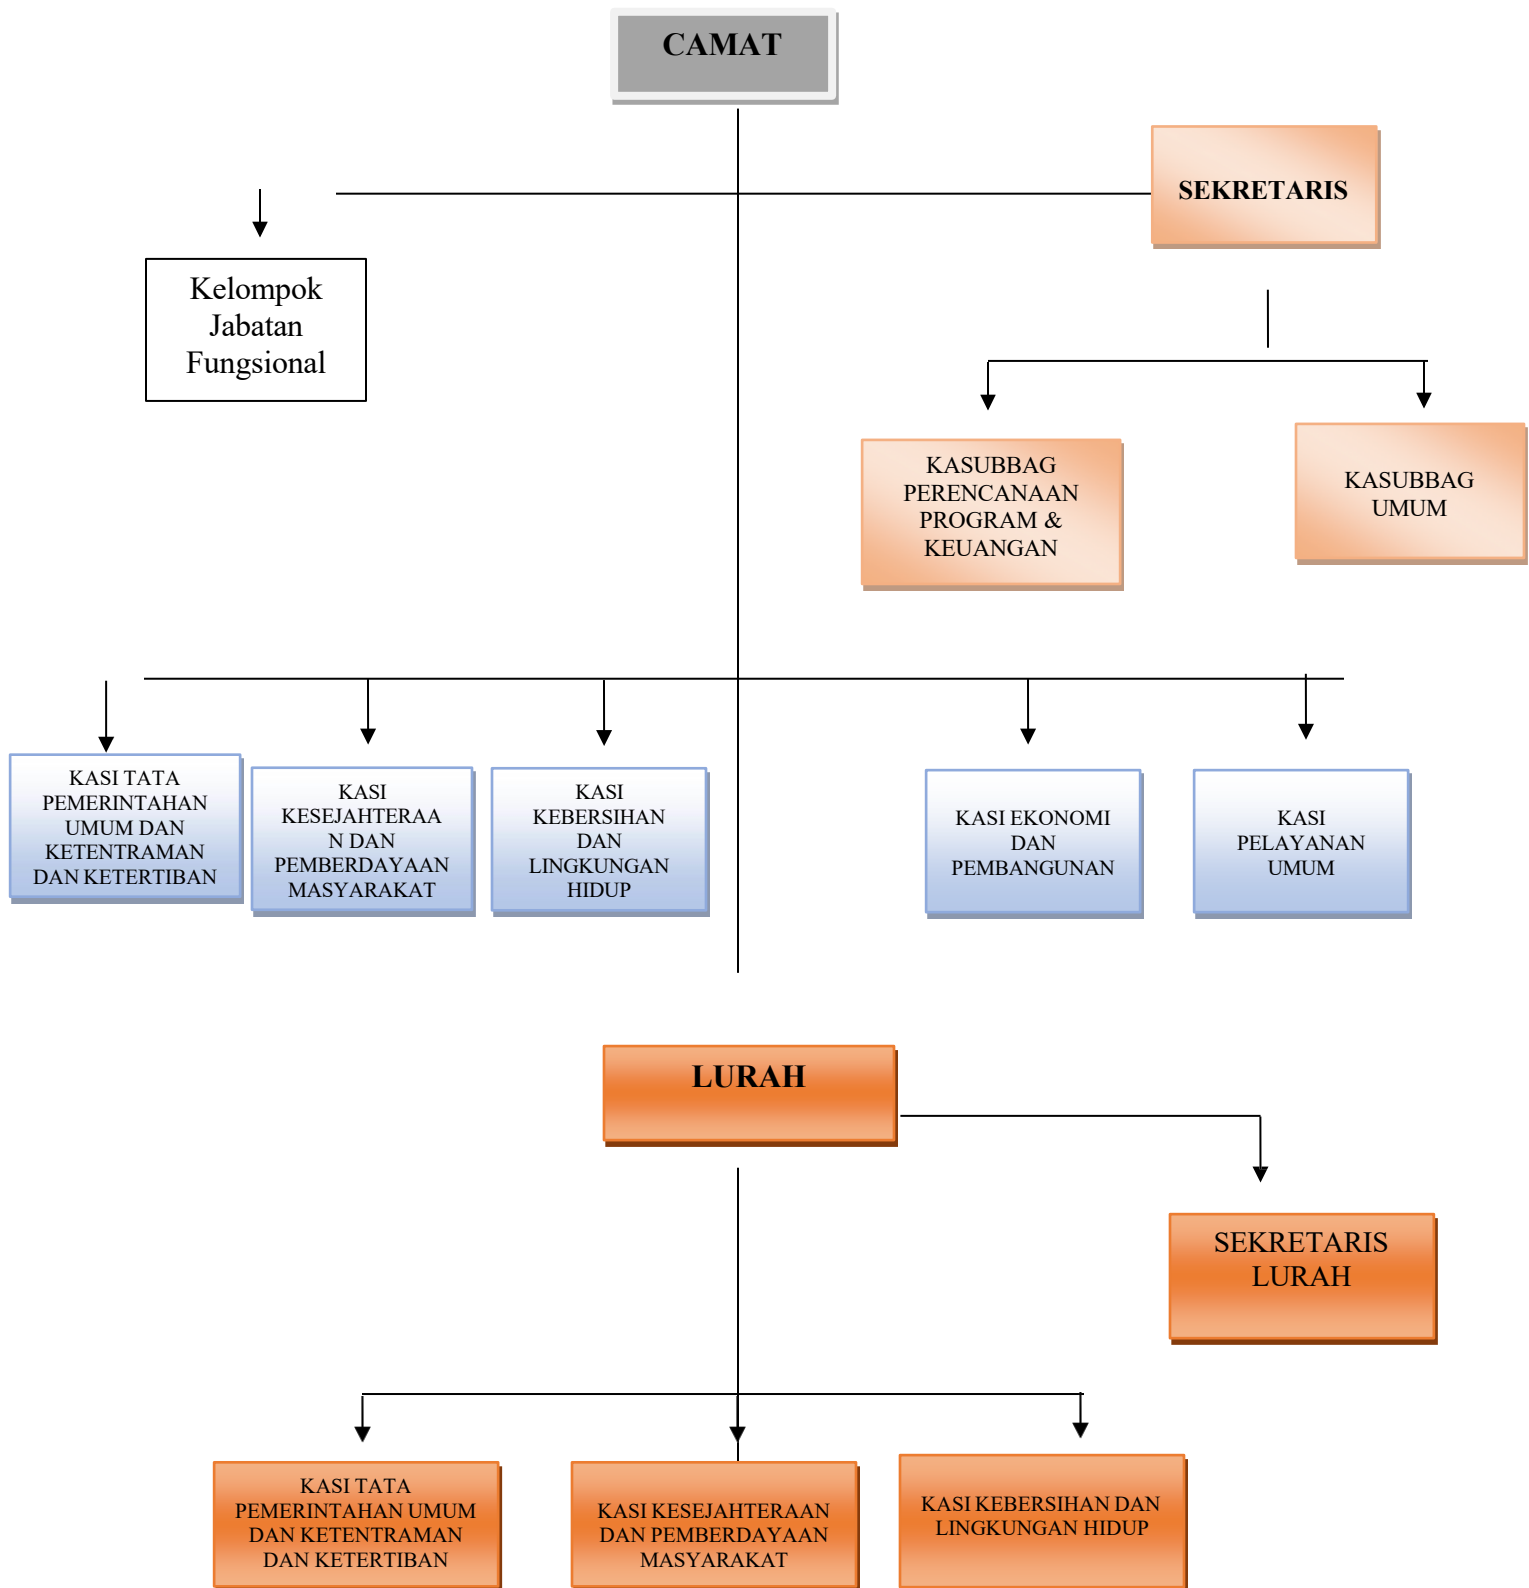 CAMAT
SEKRETARIS
Kelompok
Jabatan
Fungsional
KASUBBAG
PERENCANAAN
PROGRAM &
KEUANGAN
KASUBBAG
UMUM
KASI TATA
PEMERINTAHAN
UMUM DAN
KETENTRAMAN
DAN KETERTIBAN
KASI
KESEJAHTERAA
N DAN
PEMBERDAYAAN
MASYARAKAT
KASI
KEBERSIHAN
DAN
LINGKUNGAN
HIDUP
KASI EKONOMI
DAN
PEMBANGUNAN
KASI
PELAYANAN
UMUM
LURAH
SEKRETARIS
LURAH
KASI TATA
PEMERINTAHAN UMUM
DAN KETENTRAMAN
DAN KETERTIBAN
KASI KESEJAHTERAAN
DAN PEMBERDAYAAN
MASYARAKAT
KASI KEBERSIHAN DAN
LINGKUNGAN HIDUP